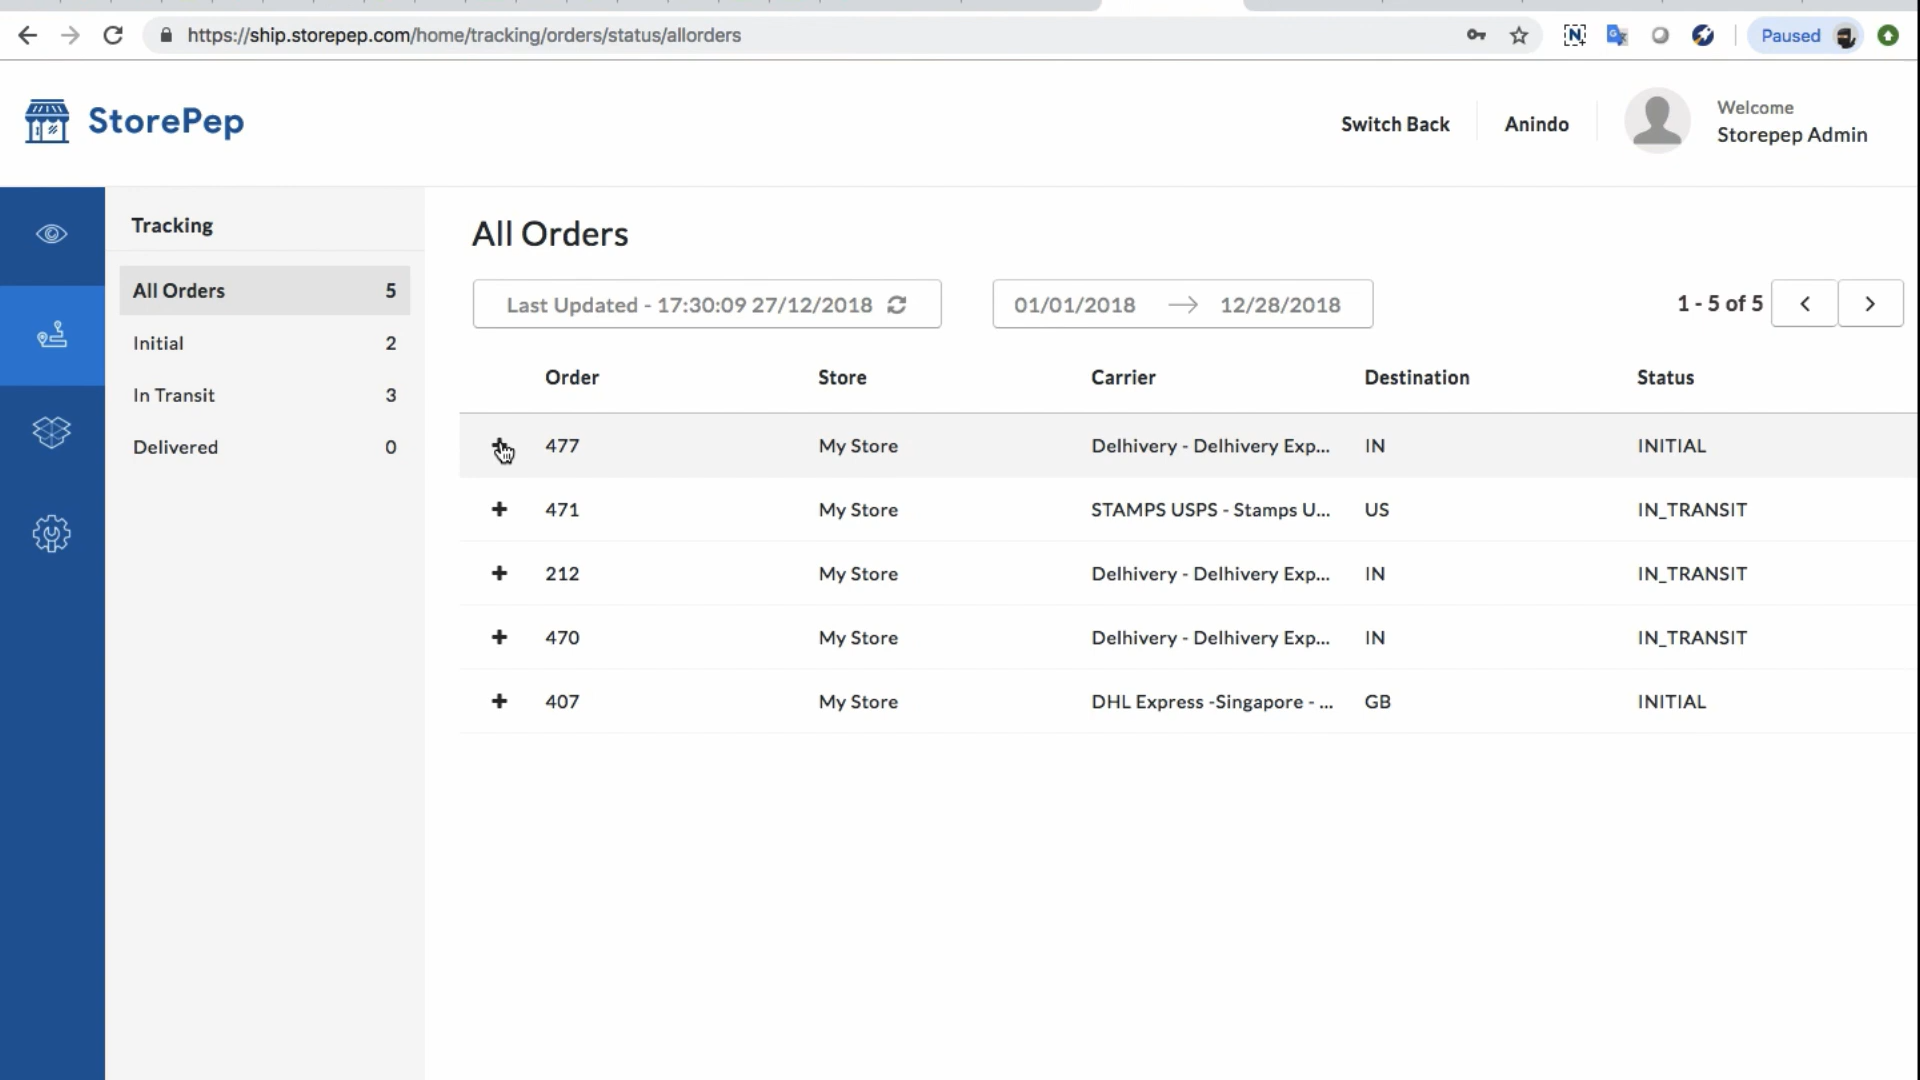 https://ship.storepep.com/home/tracking/orders/status/allorders
Paused
StorePep
Switch Back
Anindo
Welcome
Storepep Admin
Tracking
All Orders 5
Initial 2
In Transit 3
Delivered 0
All Orders
Last Updated - 17:30:09 27/12/2018
01/01/2018 → 12/28/2018
1 - 5 of 5
Order Store Carrier Destination Status
477 My Store Delhivery - Delhivery Exp... IN INITIAL
471 My Store STAMPS USPS - Stamps U... US IN_TRANSIT
212 My Store Delhivery - Delhivery Exp... IN IN_TRANSIT
470 My Store Delhivery - Delhivery Exp... IN IN_TRANSIT
407 My Store DHL Express -Singapore - ... GB INITIAL